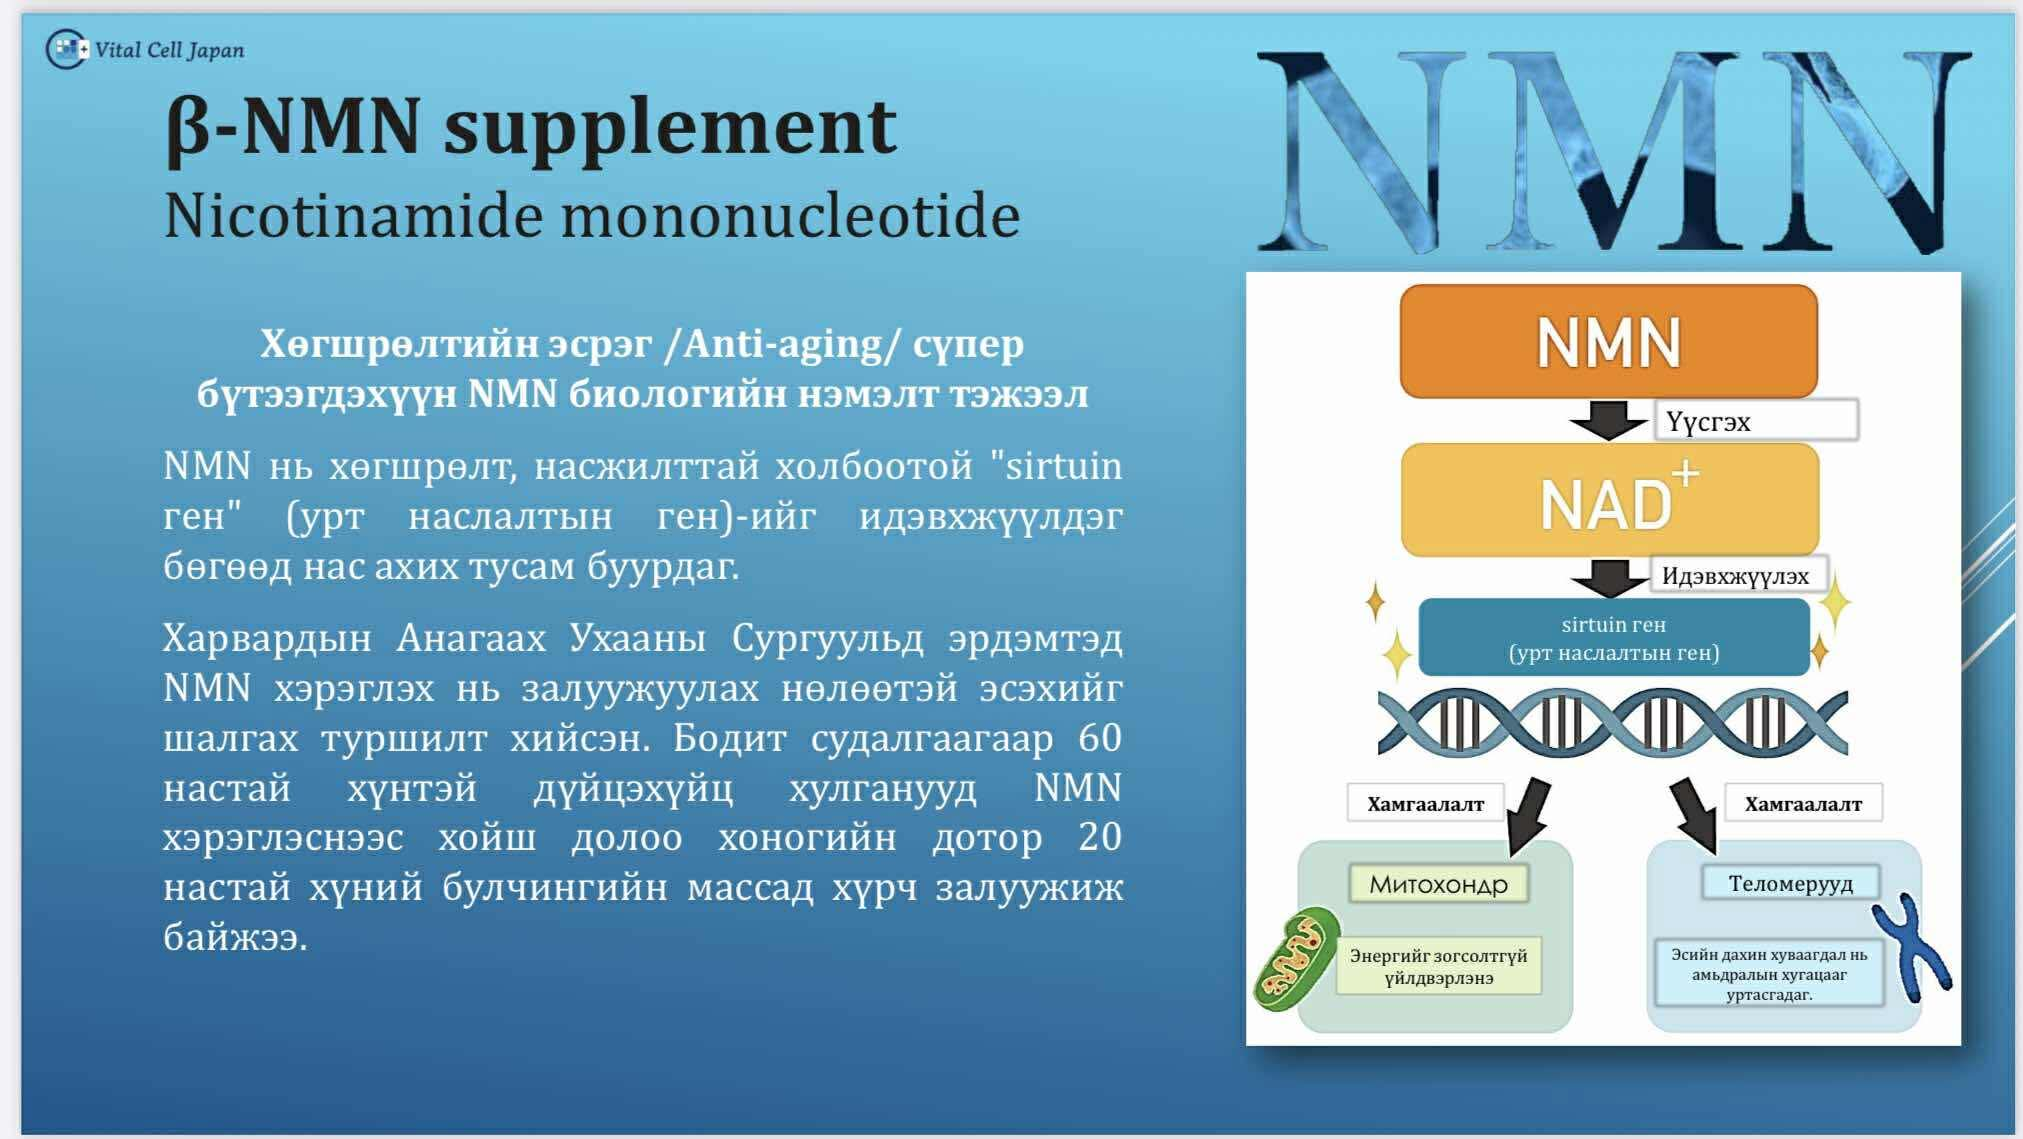 Vital Cell Japan
β-NMN supplement
Nicotinamide mononucleotide
Хөгшрөлтийн эсрэг /Anti-aging/ сүпер
бүтээгдэхүүн NMN биологийн нэмэлт тэжээл
NMN нь хөгшрөлт, насжилттай холбоотой "sirtuin
ген" (урт наслалтын ген)-ийг идэвхжүүлдэг
бөгөөд нас ахих тусам буурдаг.
Харвардын Анагаах Ухааны Сургуульд эрдэмтэд
NMN хэрэглэх нь залуужуулах нөлөөтэй эсэхийг
шалгах туршилт хийсэн. Бодит судалгаагаар 60
настай хүнтэй дүйцэхүйц хулганууд NMN
хэрэглэснээс хойш долоо хоногийн дотор 20
настай хүний булчингийн массад хүрч залуужиж
байжээ.
NMN
NMN
Үүсгэх
NAD+
Идэвхжүүлэх
sirtuin ген
(урт наслалтын ген)
Хамгаалалт
Хамгаалалт
Митохондр
Энергийг зогсолтгүй
үйлдвэрлэнэ
Теломерууд
Эсийн дахин хуваагдал нь
амьдралын хугацааг
уртасгадаг.